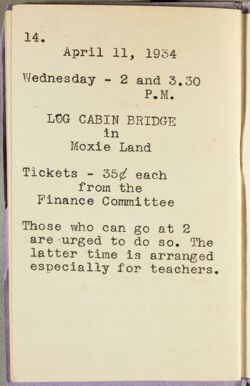 14.
April 11, 1934
Wednesday - 2 and 3.30
P.M.
LOG CABIN BRIDGE
in
Moxie Land
Tickets - 35¢ each
from the
Finance Committee
Those who can go at 2
are urged to do so. The
latter time is arranged
especially for teachers.